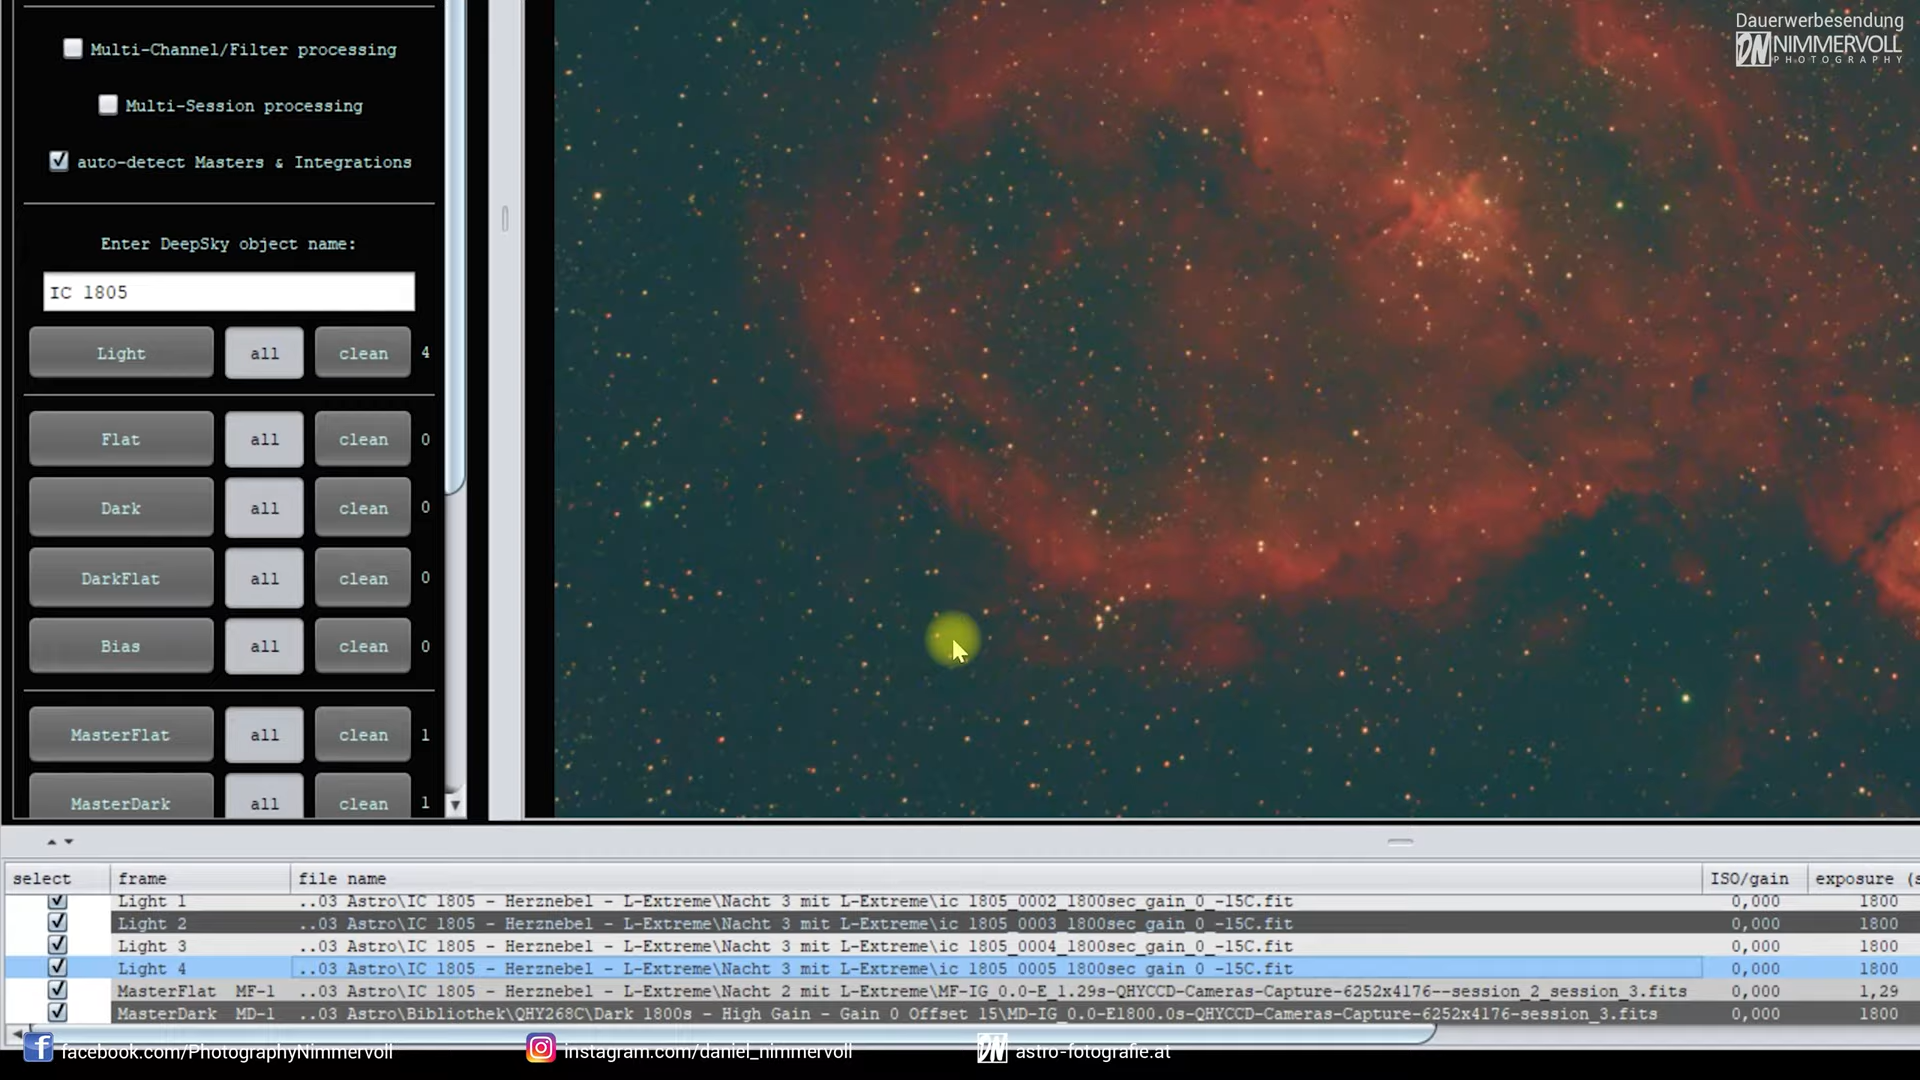 Dauerwerbesendung
DN NIMMERVOLL
PHOTOGRAPHY
Multi-Channel/Filter processing
Multi-Session processing
auto-detect Masters & Integrations
Enter DeepSky object name:
IC 1805
Light all clean 4
Flat all clean 0
Dark all clean 0
DarkFlat all clean 0
Bias all clean 0
MasterFlat all clean 1
MasterDark all clean 1
select frame file name ISO/gain exposure (s
Light 1 ..03 Astro\IC 1805 - Herznebel - L-Extreme\Nacht 3 mit L-Extreme\ic 1805_0002_1800sec_gain_0_-15C.fit 0,000 1800
Light 2 ..03 Astro\IC 1805 - Herznebel - L-Extreme\Nacht 3 mit L-Extreme\ic 1805_0003_1800sec_gain_0_-15C.fit 0,000 1800
Light 3 ..03 Astro\IC 1805 - Herznebel - L-Extreme\Nacht 3 mit L-Extreme\ic 1805_0004_1800sec_gain_0_-15C.fit 0,000 1800
Light 4 ..03 Astro\IC 1805 - Herznebel - L-Extreme\Nacht 3 mit L-Extreme\ic 1805_0005_1800sec_gain_0_-15C.fit 0,000 1800
MasterFlat MF-1 ..03 Astro\IC 1805 - Herznebel - L-Extreme\Nacht 2 mit L-Extreme\MF-IG_0.0-E_1.29s-QHYCCD-Cameras-Capture-6252x4176--session_2_session_3.fits 0,000 1,29
MasterDark MD-1 ..03 Astro\Bibliothek\QHY268C\Dark 1800s - High Gain - Gain 0 Offset 15\MD-IG_0.0-E1800.0s-QHYCCD-Cameras-Capture-6252x4176-session_3.fits 0,000 1800
facebook.com/PhotographyNimmervoll instagram.com/daniel_nimmervoll DN astro-fotografie.at